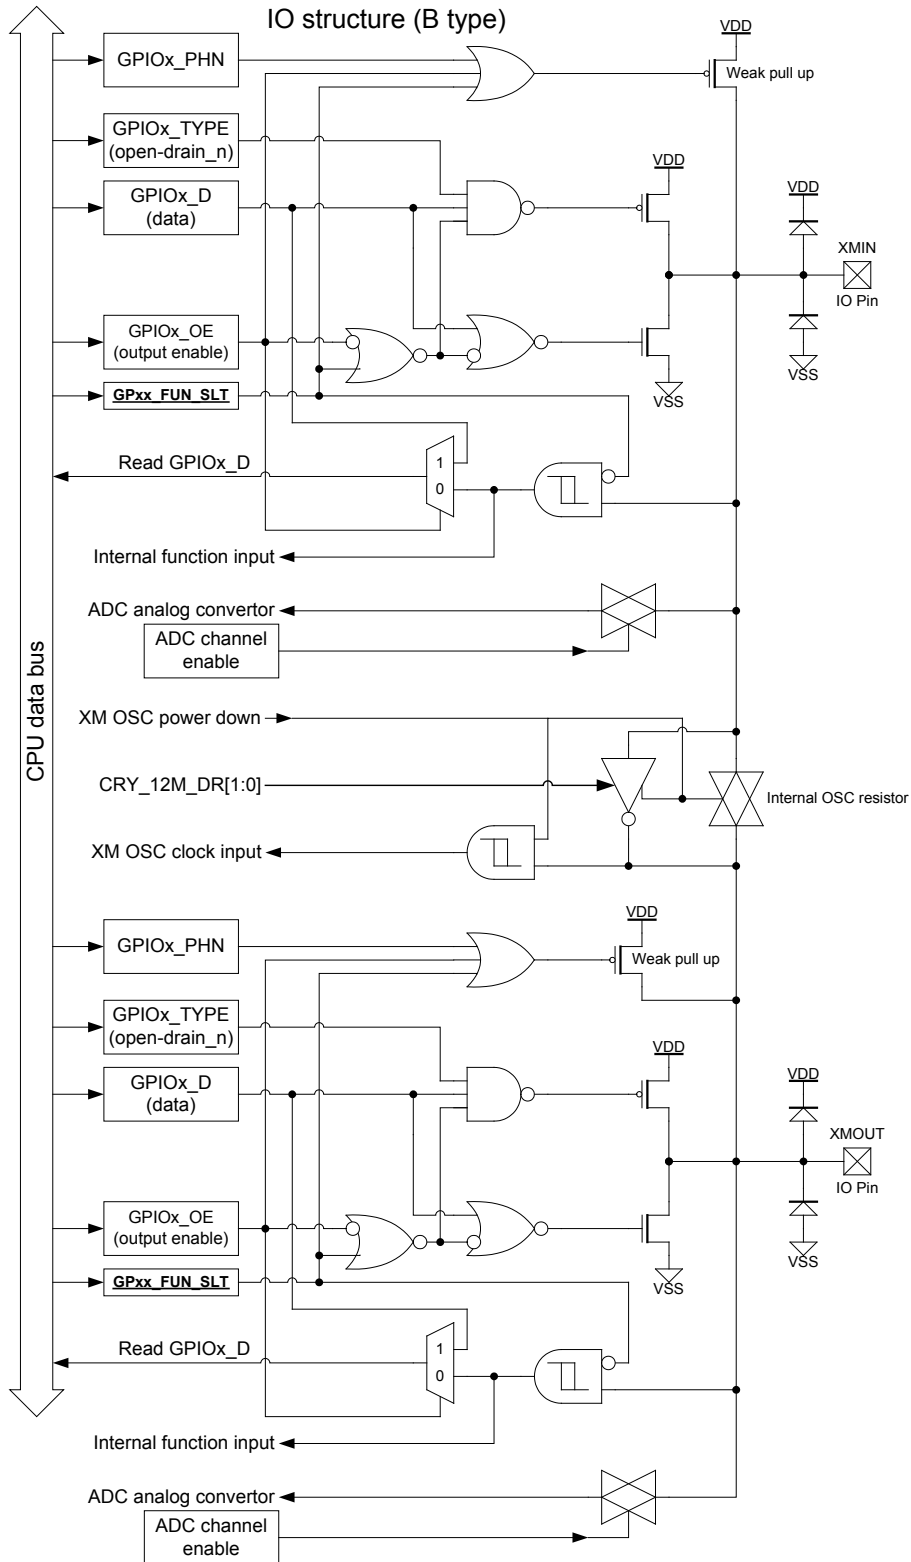 IO structure (B type)
VDD
GPIOx_PHN
Weak pull up
GPIOx_TYPE
(open-drain_n)
VDD
GPIOx_D
(data)
VDD
XMIN
IO Pin
GPIOx_OE
(output enable)
VSS
GPxx_FUN_SLT
VSS
Read GPIOx_D
1
0
Internal function input
ADC analog convertor
ADC channel
enable
CPU data bus
XM OSC power down
CRY_12M_DR[1:0]
Internal OSC resistor
XM OSC clock input
VDD
GPIOx_PHN
Weak pull up
GPIOx_TYPE
(open-drain_n)
VDD
GPIOx_D
(data)
VDD
XMOUT
IO Pin
GPIOx_OE
(output enable)
VSS
GPxx_FUN_SLT
VSS
Read GPIOx_D
1
0
Internal function input
ADC analog convertor
ADC channel
enable